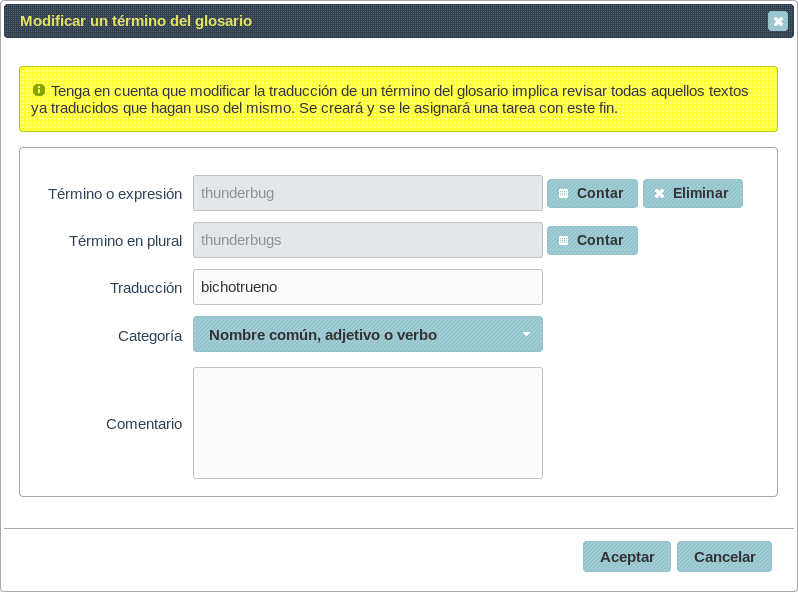 Modificar un término del glosario
Tenga en cuenta que modificar la traducción de un término del glosario implica revisar todas aquellos textos
ya traducidos que hagan uso del mismo. Se creará y se le asignará una tarea con este fin.
Término o expresión thunderbug Contar Eliminar
Término en plural thunderbugs Contar
Traducción bichotrueno
Categoría Nombre común, adjetivo o verbo
Comentario
Aceptar Cancelar